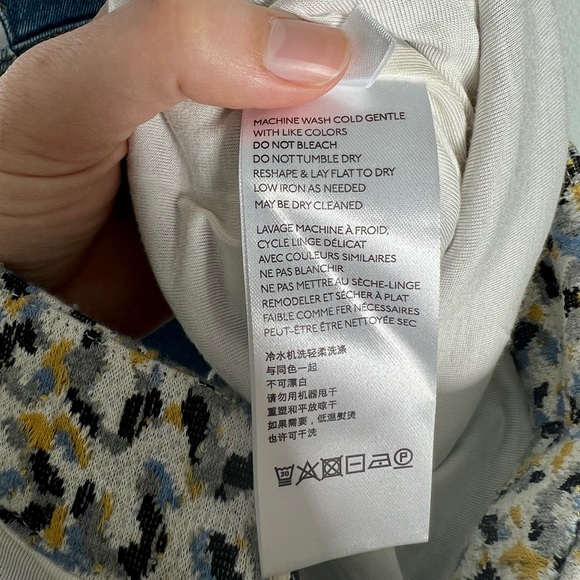 MACHINE WASH COLD GENTLE
WITH LIKE COLORS
DO NOT BLEACH
DO NOT TUMBLE DRY
RESHAPE & LAY FLAT TO DRY
LOW IRON AS NEEDED
MAY BE DRY CLEANED
LAVAGE MACHINE À FROID,
CYCLE LINGE DÉLICAT
AVEC COULEURS SIMILAIRES
NE PAS BLANCHIR
NE PAS METTRE AU SÈCHE-LINGE
REMODELER ET SÉCHER À PLAT
FAIBLE COMME FER NÉCESSAIRES
PEUT-ÊTRE ÊTRE NETTOYÉE SEC
冷水机洗轻柔洗涤
与同色一起
不可漂白
请勿用机器甩干
重塑和平放晾干
如果需要，低温熨烫
也许可干洗
30 P